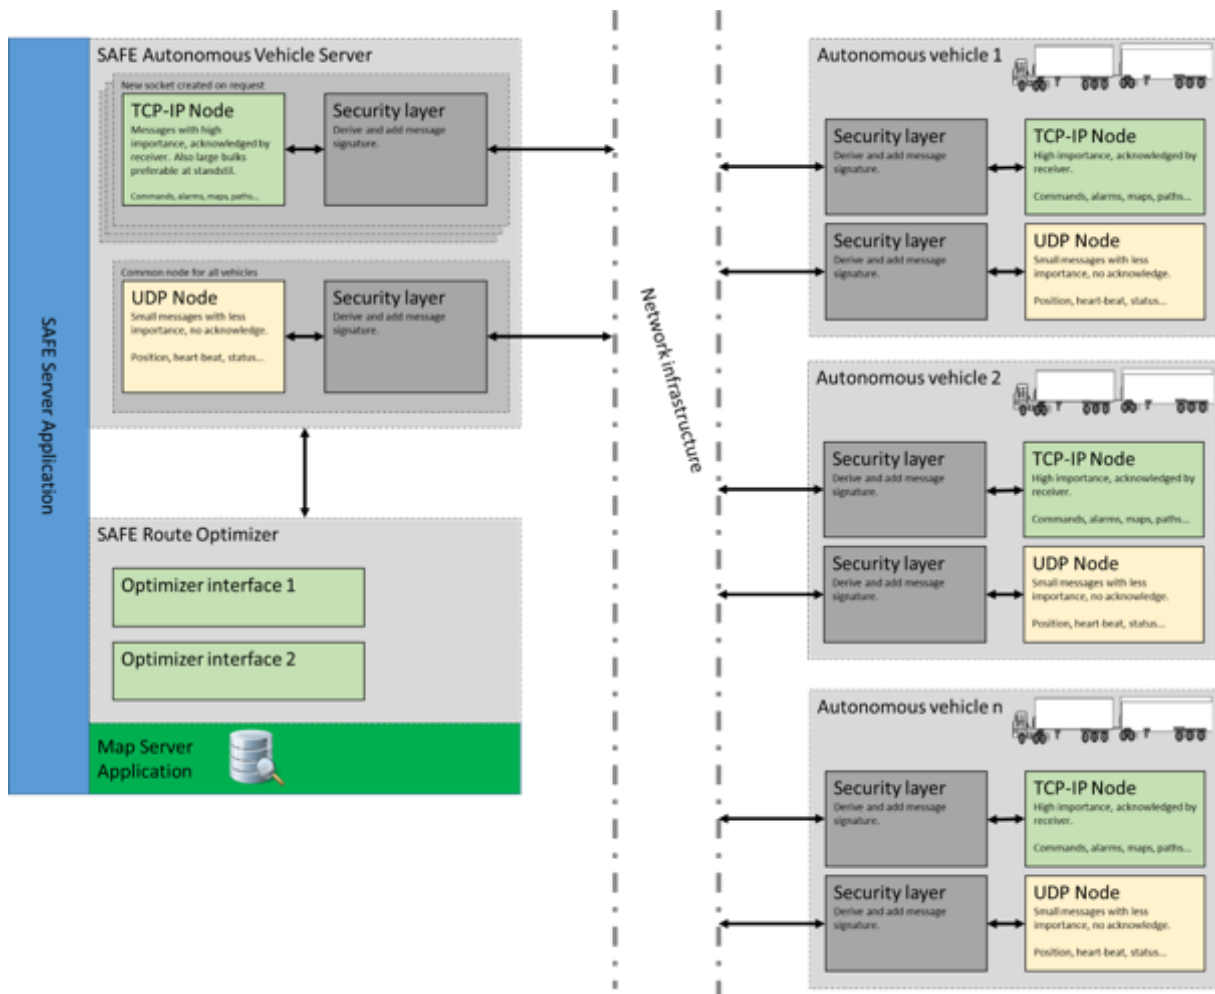 SAFE Autonomous Vehicle Server
New socket created on request
TCP-IP Node
Messages with high
importance, acknowledged by
receiver. Also large bulks
preferable at standstil.
Commands, alarms, maps, paths...
Security layer
Derive and add message
signature.
Common node for all vehicles
UDP Node
Small messages with less
importance, no acknowledge.
Position, heart-beat, status...
Security layer
Derive and add message
signature.
SAFE Server Application
SAFE Route Optimizer
Optimizer interface 1
Optimizer interface 2
Map Server
Application
Network infrastructure
Autonomous vehicle 1
Security layer
Derive and add message
signature.
TCP-IP Node
High importance, acknowledged by
receiver.
Commands, alarms, maps, paths...
Security layer
Derive and add message
signature.
UDP Node
Small messages with less
importance, no acknowledge.
Position, heart-beat, status...
Autonomous vehicle 2
Security layer
Derive and add message
signature.
TCP-IP Node
High importance, acknowledged by
receiver.
Commands, alarms, maps, paths...
Security layer
Derive and add message
signature.
UDP Node
Small messages with less
importance, no acknowledge.
Position, heart-beat, status...
Autonomous vehicle n
Security layer
Derive and add message
signature.
TCP-IP Node
High importance, acknowledged by
receiver.
Commands, alarms, maps, paths...
Security layer
Derive and add message
signature.
UDP Node
Small messages with less
importance, no acknowledge.
Position, heart-beat, status...